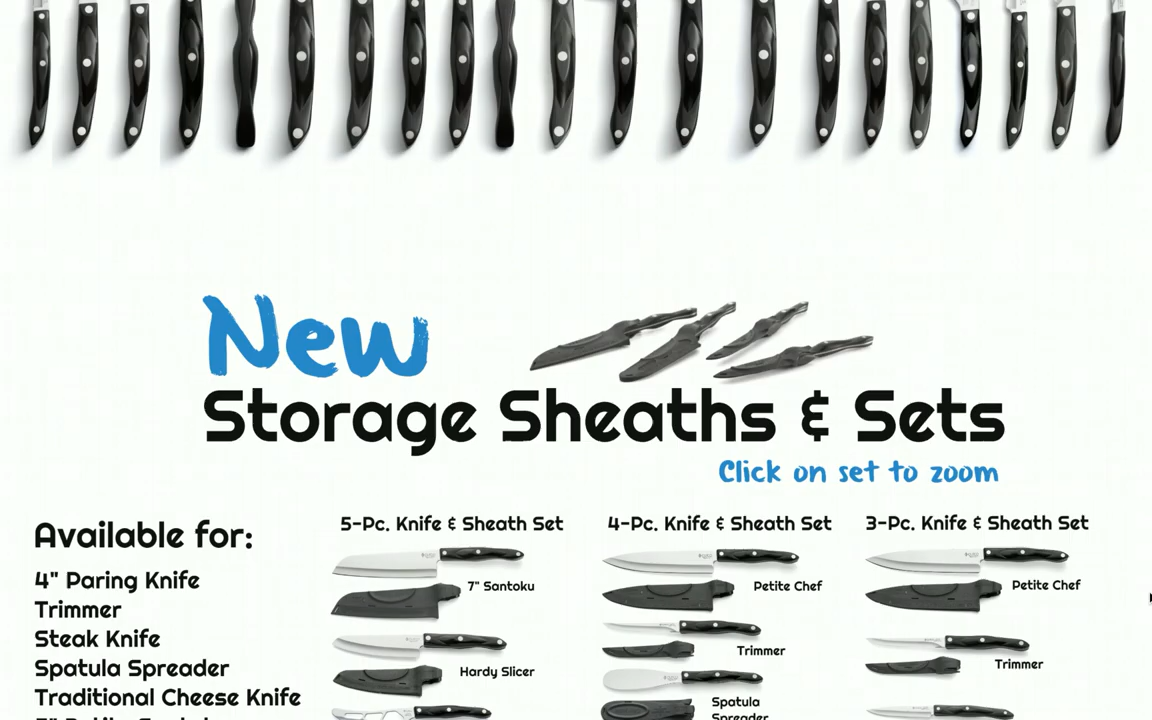 New
Storage Sheaths & Sets
Click on set to zoom
Available for:
4" Paring Knife
Trimmer
Steak Knife
Spatula Spreader
Traditional Cheese Knife
5-Pc. Knife & Sheath Set
7" Santoku
Hardy Slicer
4-Pc. Knife & Sheath Set
Petite Chef
Trimmer
Spatula
Spreader
3-Pc. Knife & Sheath Set
Petite Chef
Trimmer